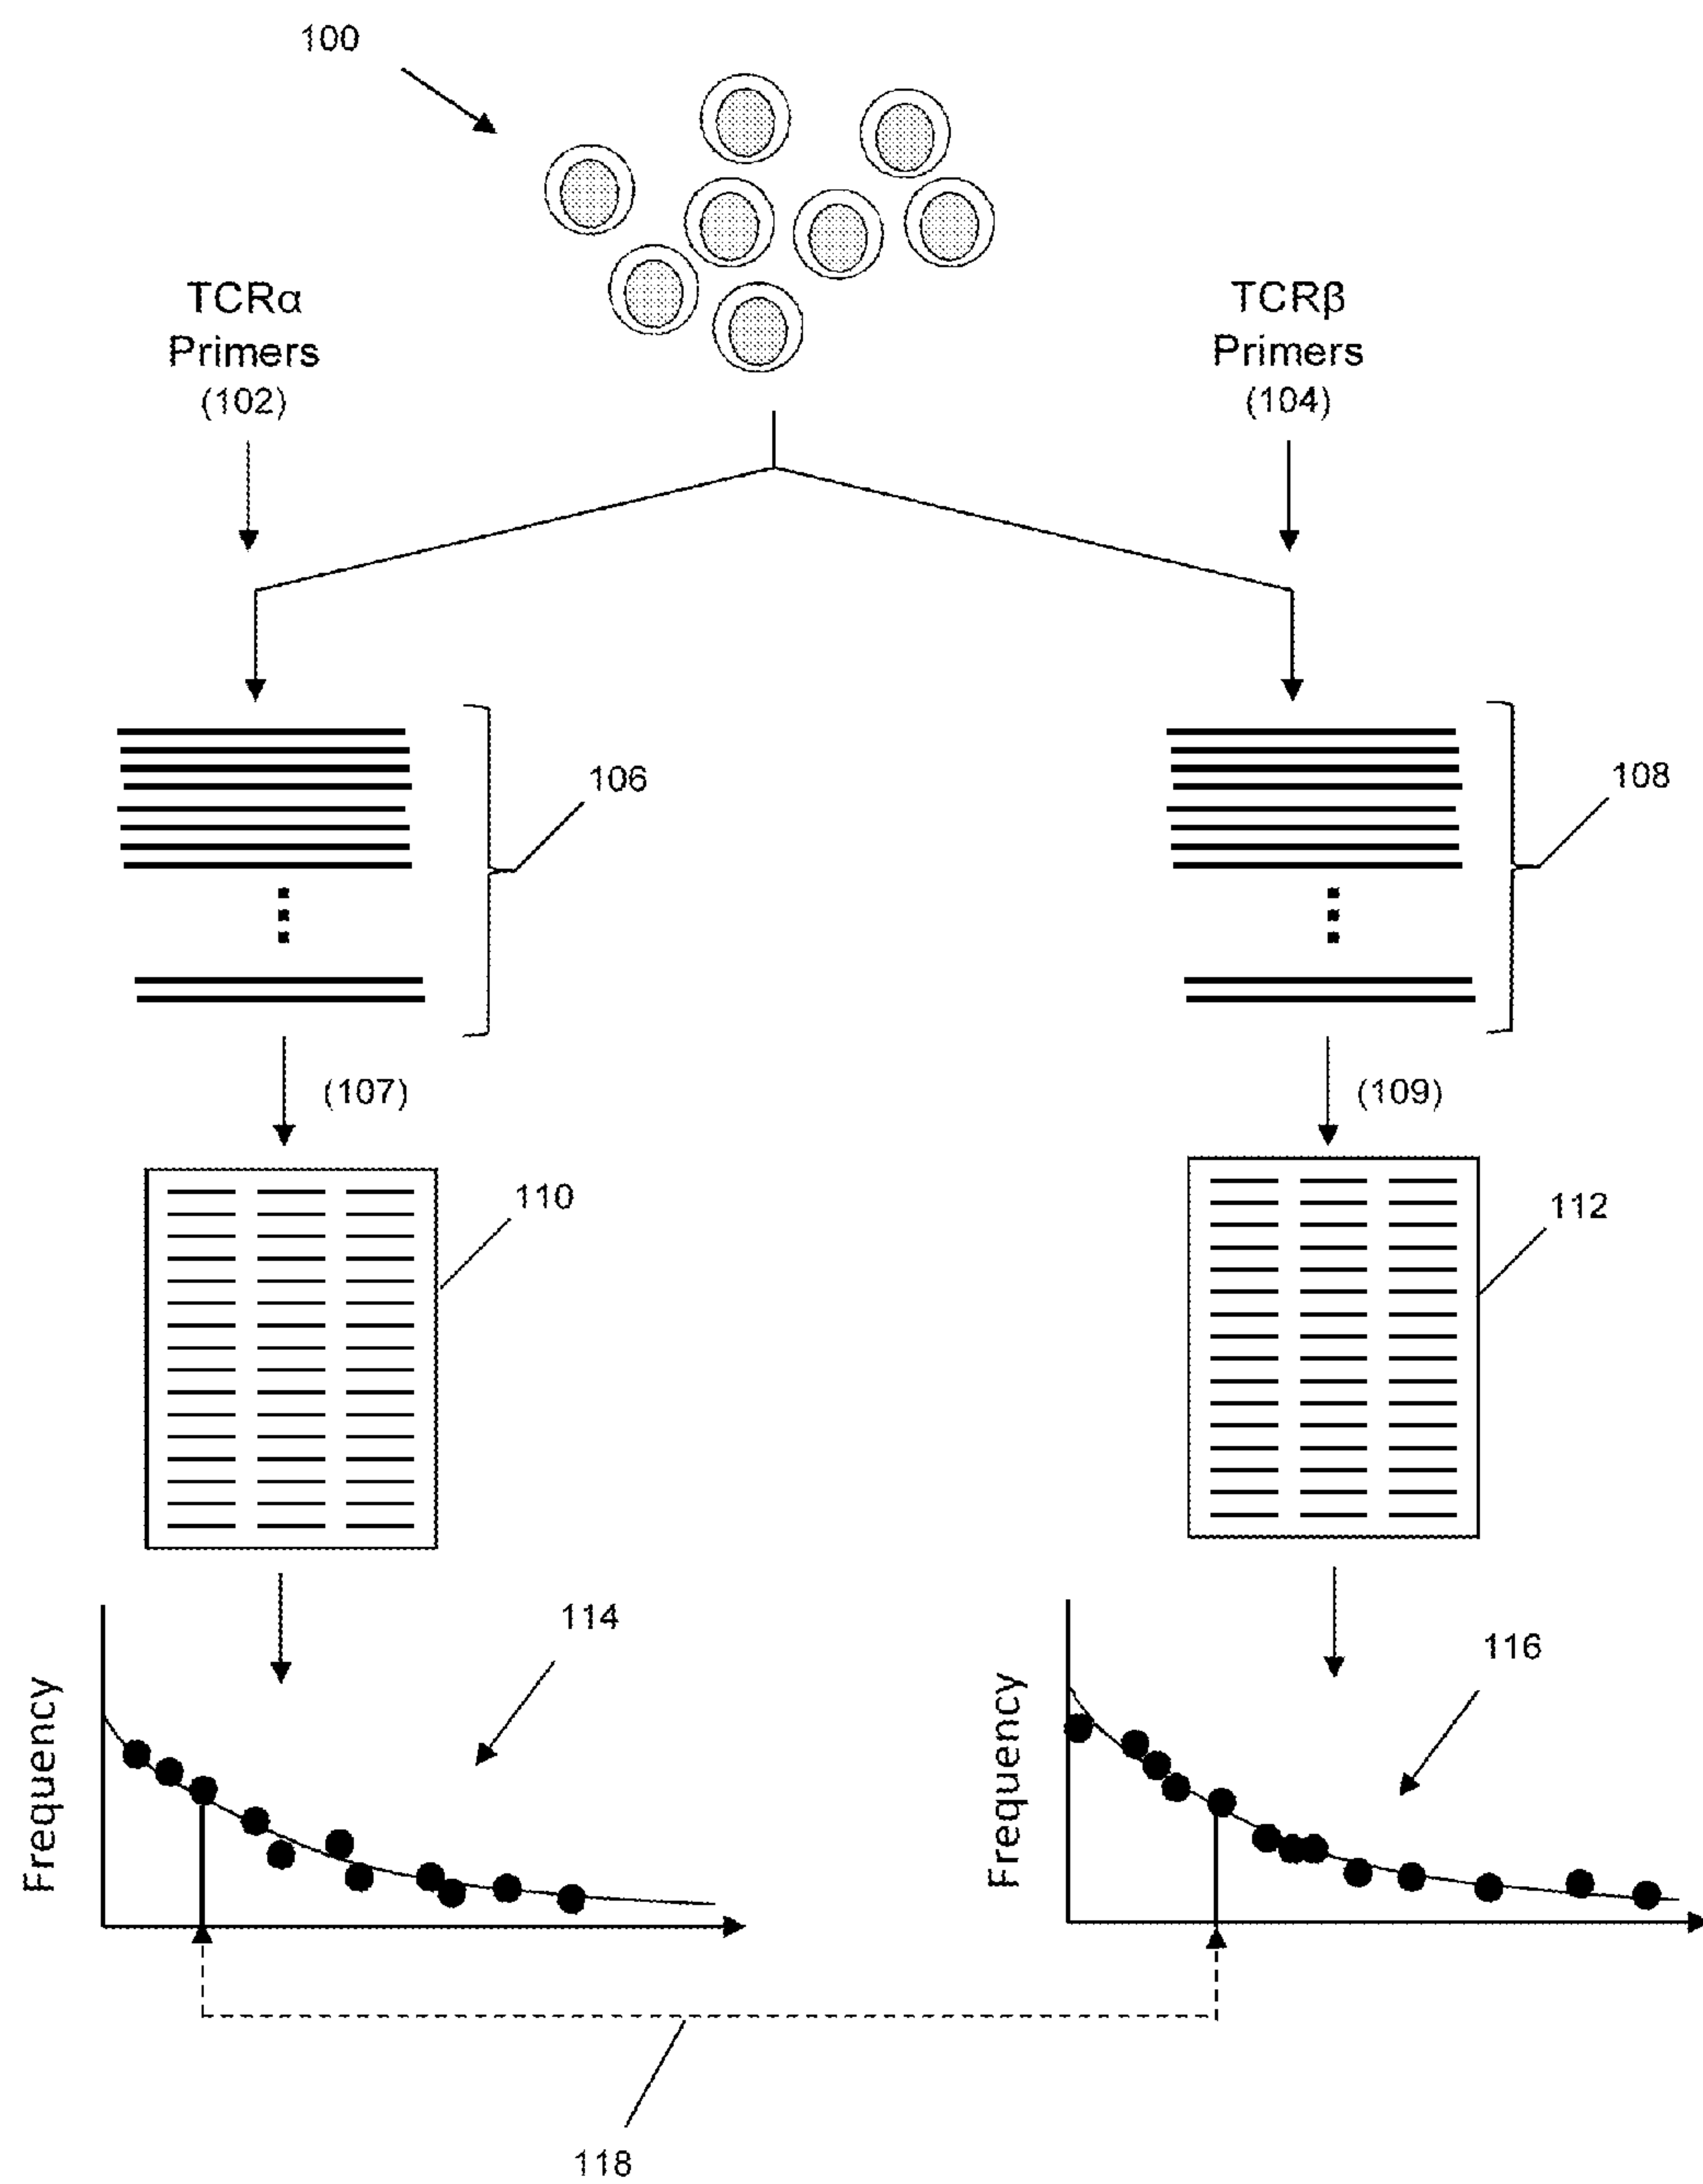 100
TCRα
Primers
(102)
TCRβ
Primers
(104)
106
108
(107)
(109)
110
112
114
116
Frequency
Frequency
118